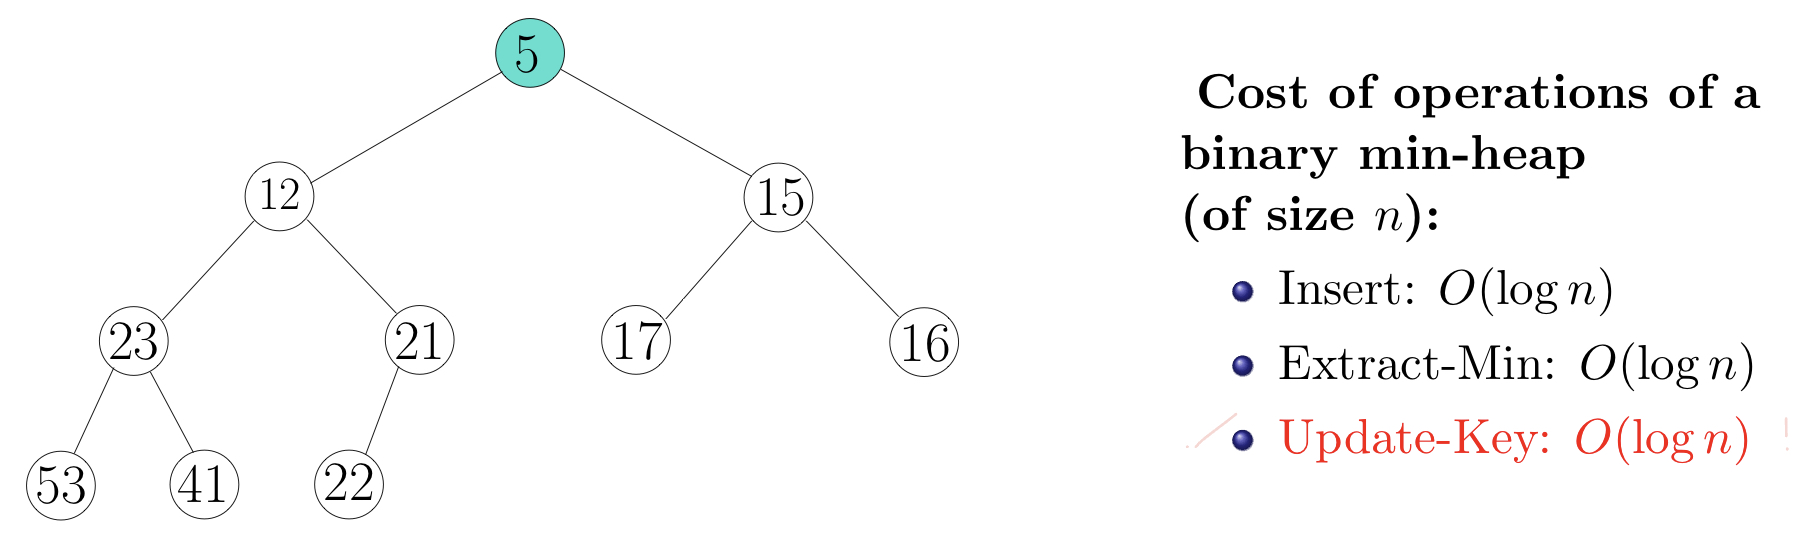 5
12
15
23
21
17
16
53
41
22
Cost of operations of a
binary min-heap
(of size n):
Insert: O(log n)
Extract-Min: O(log n)
Update-Key: O(log n)